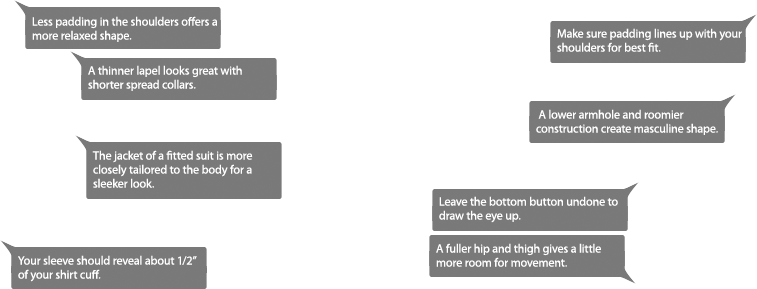 Less padding in the shoulders offers a
more relaxed shape.
A thinner lapel looks great with
shorter spread collars.
The jacket of a fitted suit is more
closely tailored to the body for a
sleeker look.
Your sleeve should reveal about 1/2”
of your shirt cuff.
Make sure padding lines up with your
shoulders for best fit.
A lower armhole and roomier
construction create masculine shape.
Leave the bottom button undone to
draw the eye up.
A fuller hip and thigh gives a little
more room for movement.